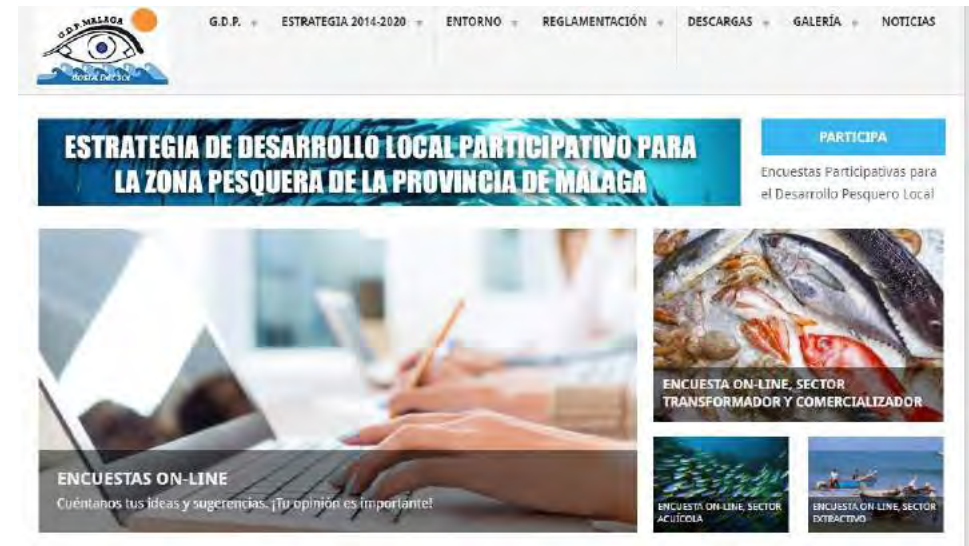 G.D.P. MALAGA
COSTA DEL SOL
G.D.P.
ESTRATEGIA 2014-2020
ENTORNO
REGLAMENTACIÓN
DESCARGAS
GALERÍA
NOTICIAS
ESTRATEGIA DE DESARROLLO LOCAL PARTICIPATIVO PARA
LA ZONA PESQUERA DE LA PROVINCIA DE MÁLAGA
PARTICIPA
Encuestas Participativas para
el Desarrollo Pesquero Local
ENCUESTAS ON-LINE
Cuéntanos tus ideas y sugerencias. ¡Tu opinión es importante!
ENCUESTA ON-LINE, SECTOR
TRANSFORMADOR Y COMERCIALIZADOR
ENCUESTA ON-LINE, SECTOR
ACUÍCOLA
ENCUESTA ON-LINE, SECTOR
EXTRACTIVO